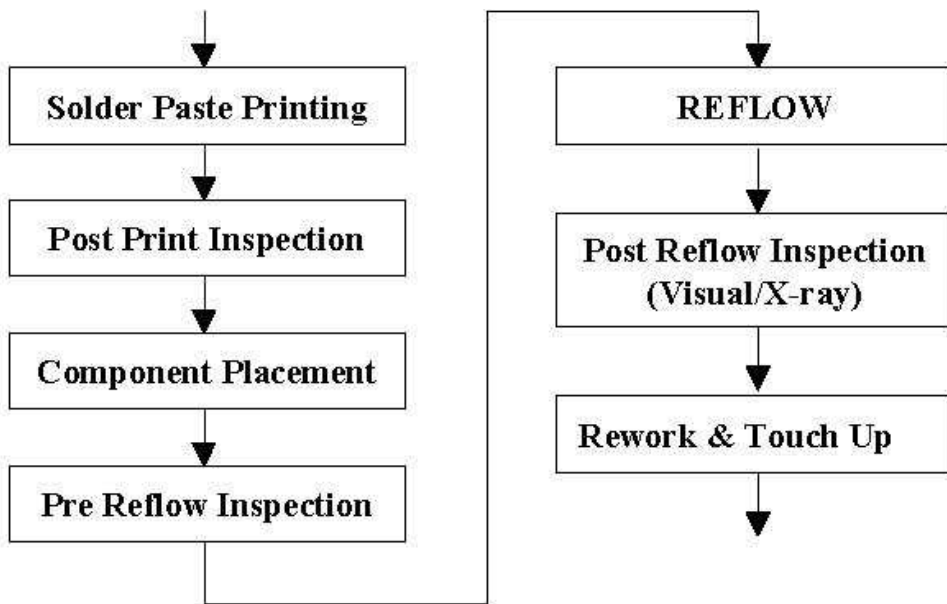 Solder Paste Printing
Post Print Inspection
Component Placement
Pre Reflow Inspection
REFLOW
Post Reflow Inspection
(Visual/X-ray)
Rework & Touch Up